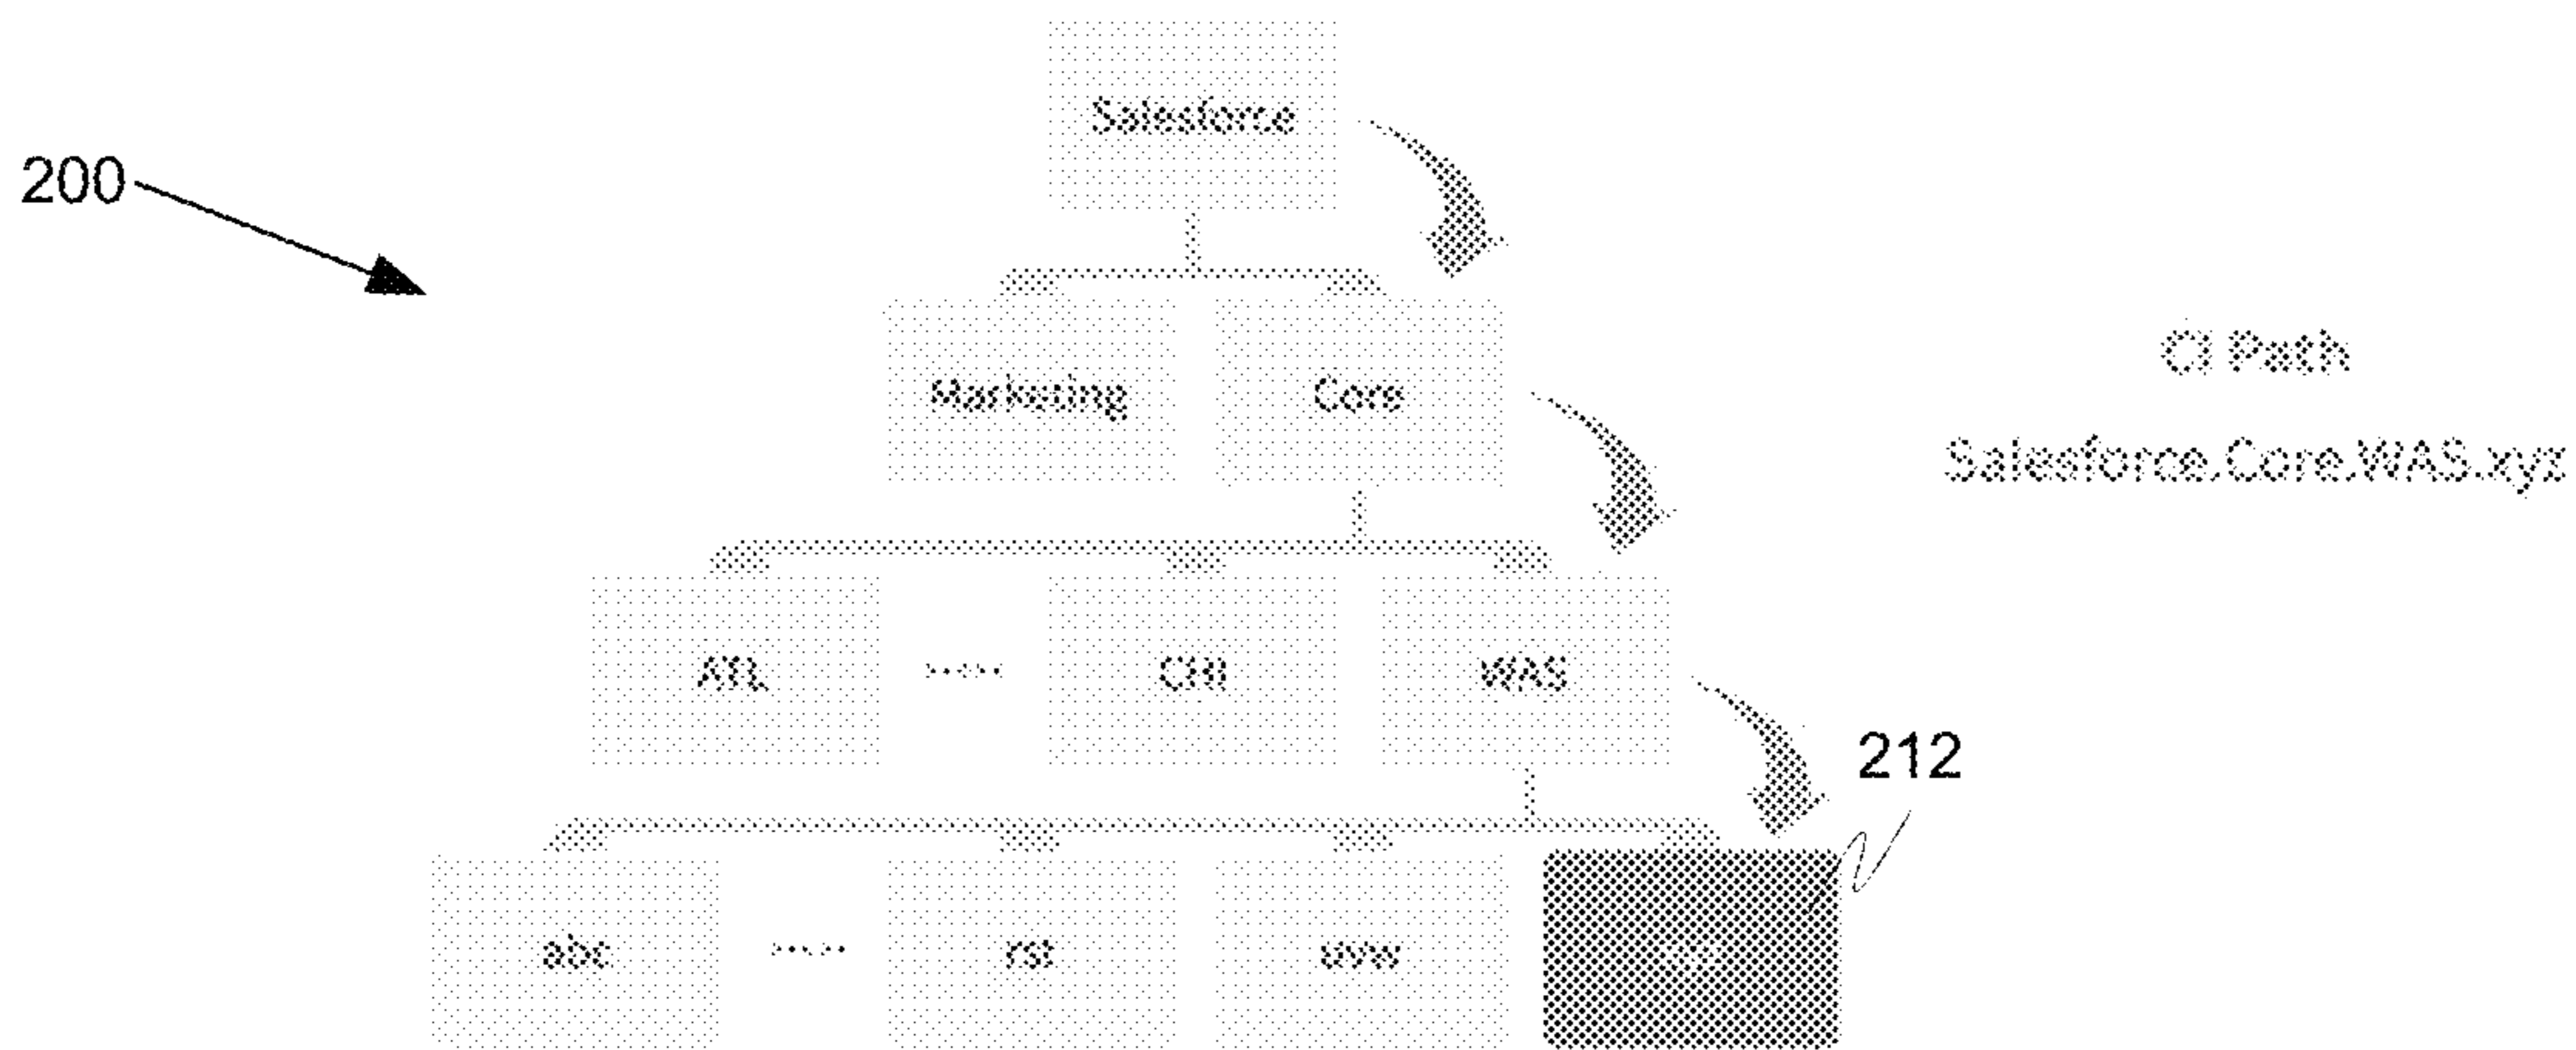 Salesforce
200
Marketing
Core
CI Path
Salesforce.Core.WAS.xyz
ATL
.....
CHI
WAS
212
abc
.....
rst
uvw